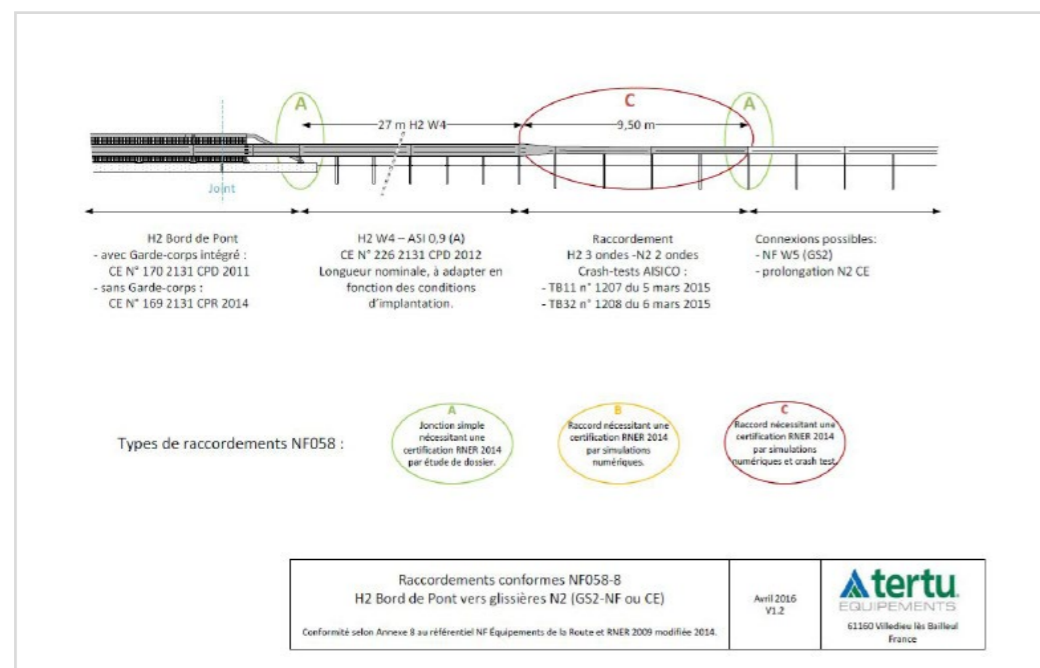 A
C
A
27 m H2 W4
9,50 m
Joint
H2 Bord de Pont
- avec Garde-corps intégré :
CE N° 170 2131 CPD 2011
- sans Garde-corps :
CE N° 169 2131 CPR 2014
H2 W4 – ASI 0,9 (A)
CE N° 226 2131 CPD 2012
Longueur nominale, à adapter en
fonction des conditions
d'implantation.
Raccordement
H2 3 ondes -N2 2 ondes
Crash-tests AISICO :
- TB11 n° 1207 du 5 mars 2015
- TB32 n° 1208 du 6 mars 2015
Connexions possibles:
- NF W5 (GS2)
- prolongation N2 CE
Types de raccordements NF058 :
A
Jonction simple
nécessitant une
certification RNER 2014
par étude de dossier.
B
Raccord nécessitant une
certification RNER 2014
par simulations
numériques.
C
Raccord nécessitant une
certification RNER 2014
par simulations
numériques et crash test.
Raccordements conformes NF058-8
H2 Bord de Pont vers glissières N2 (GS2-NF ou CE)
Conformité selon Annexe 8 au référentiel NF Équipements de la Route et RNER 2009 modifiée 2014.
Avril 2016
V1.2
tertu
EQUIPEMENTS
61160 Villedieu lès Bailleul
France